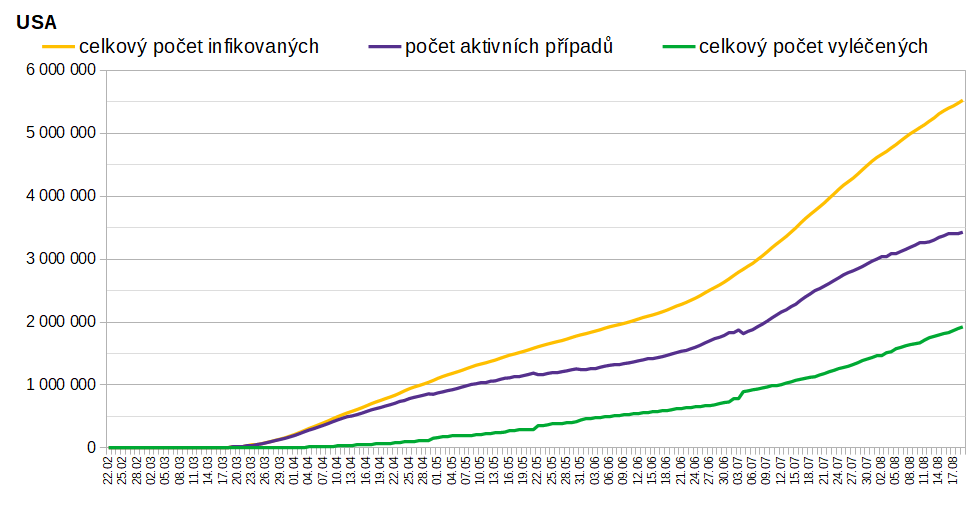 USA
celkový počet infikovaných počet aktivních případů celkový počet vyléčených
6 000 000
5 000 000
4 000 000
3 000 000
2 000 000
1 000 000
0
22.02 25.02 28.02 02.03 05.03 08.03 11.03 14.03 17.03 20.03 23.03 29.03 01.04 04.04 07.04 10.04 13.04 16.04 19.04 22.04 25.04 28.04 01.05 04.05 07.05 10.05 13.05 16.05 19.05 22.05 25.05 28.05 31.05 03.06 06.06 09.06 12.06 15.06 18.06 21.06 24.06 27.06 30.06 03.07 07.07 09.07 12.07 15.07 18.07 21.07 24.07 27.07 30.07 02.08 05.08 08.08 11.08 14.08 17.08